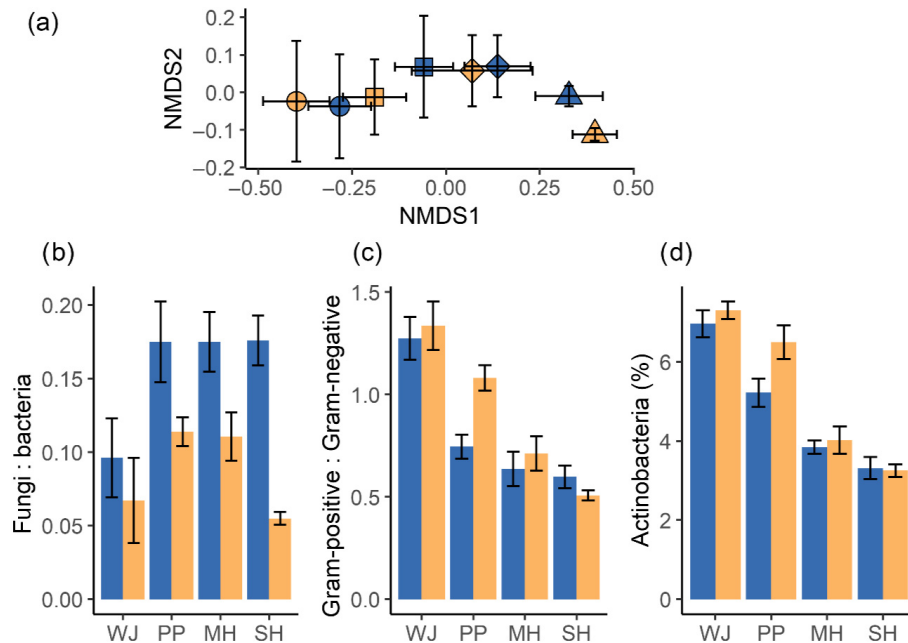 (a)
NMDS2
0.2
0.1
0.0
−0.1
−0.2
−0.50
−0.25
0.00
0.25
0.50
NMDS1
(b)
(c)
(d)
Fungi : bacteria
0.20
0.15
0.10
0.05
0.00
WJ PP MH SH
Gram-positive : Gram-negative
1.5
1.0
0.5
0.0
WJ PP MH SH
Actinobacteria (%)
6
4
2
0
WJ PP MH SH